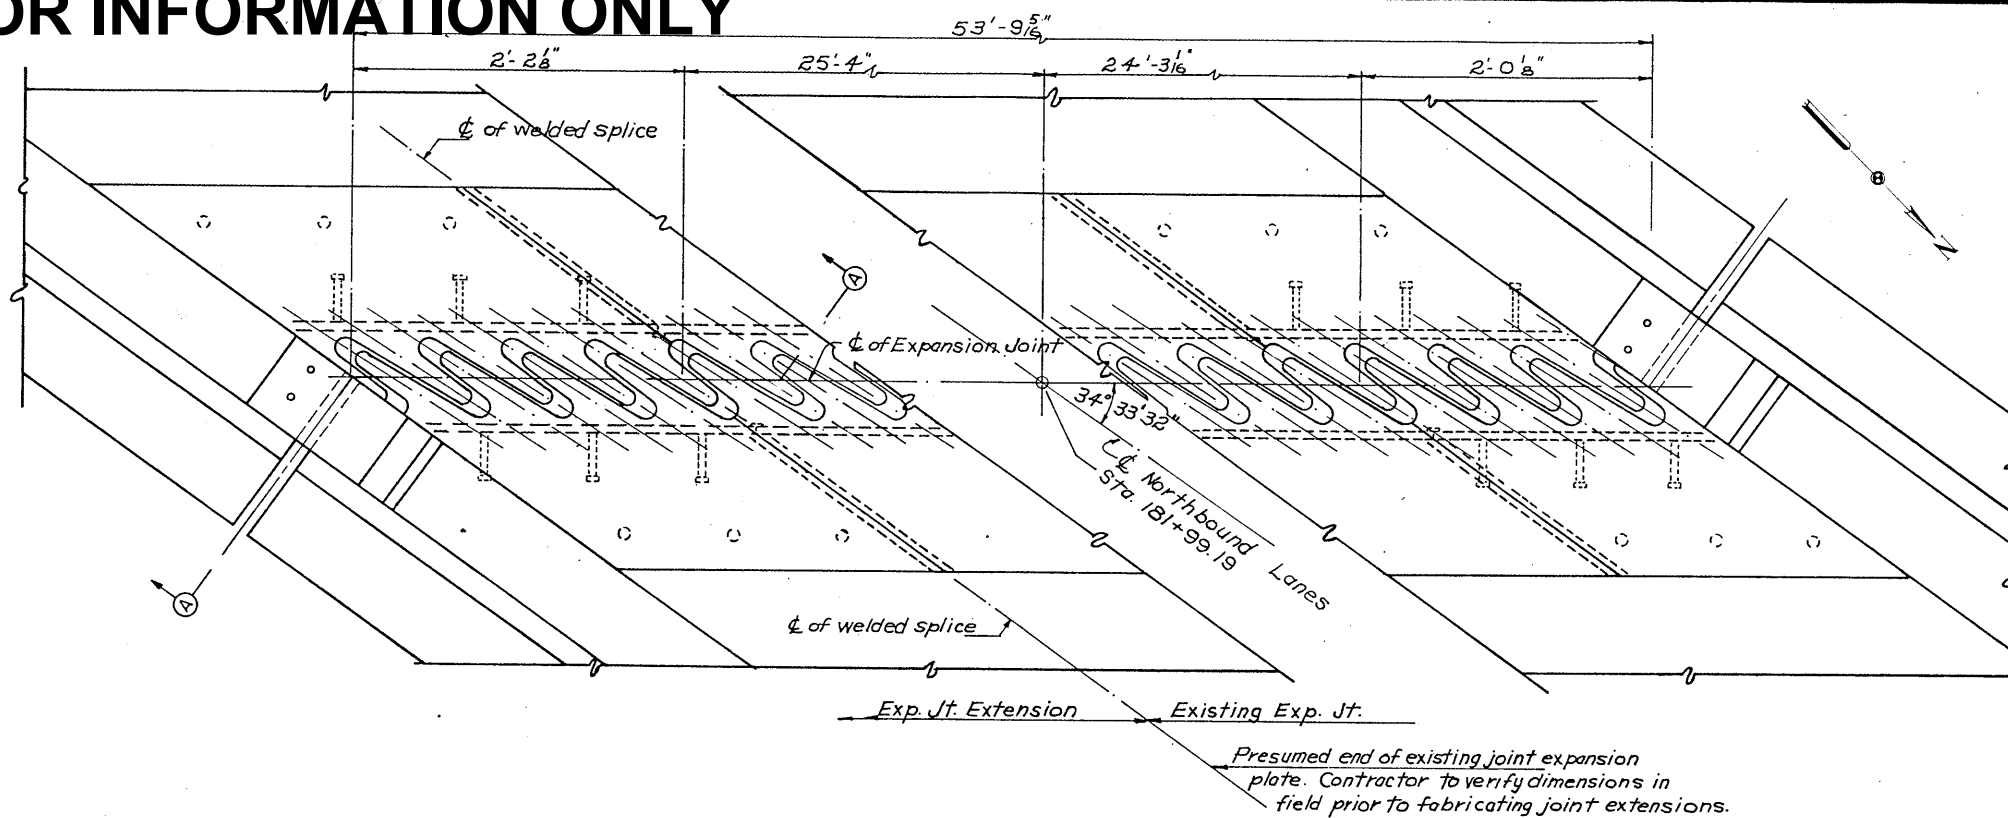 OR INFORMATION ONLY
53'-9 5/16"
2'-2 1/8"
25'-4"
24'-3 1/16"
2'-0 1/8"
℄ of welded splice
N
A
℄ of Expansion Joint
34° 33' 32"
℄ Northbound Lanes
Sta. 181+99.19
A
℄ of welded splice
Exp. Jt. Extension
Existing Exp. Jt.
Presumed end of existing joint expansion
plate. Contractor to verify dimensions in
field prior to fabricating joint extensions.